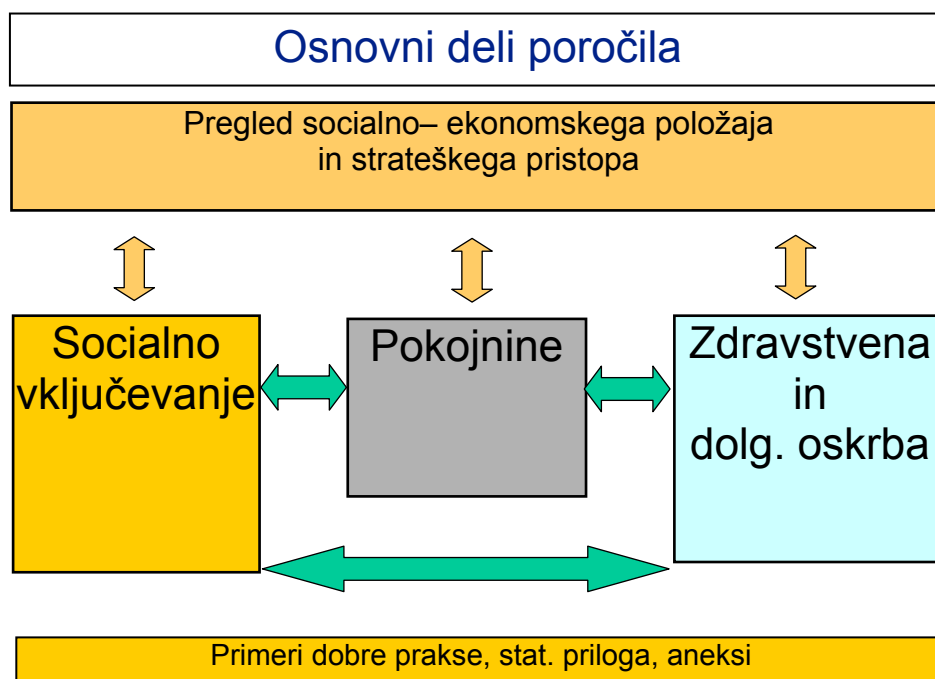 Osnovni deli poročila
Pregled socialno– ekonomskega položaja
in strateškega pristopa
Socialno
vključevanje
Pokojnine
Zdravstvena
in
dolg. oskrba
Primeri dobre prakse, stat. priloga, aneksi